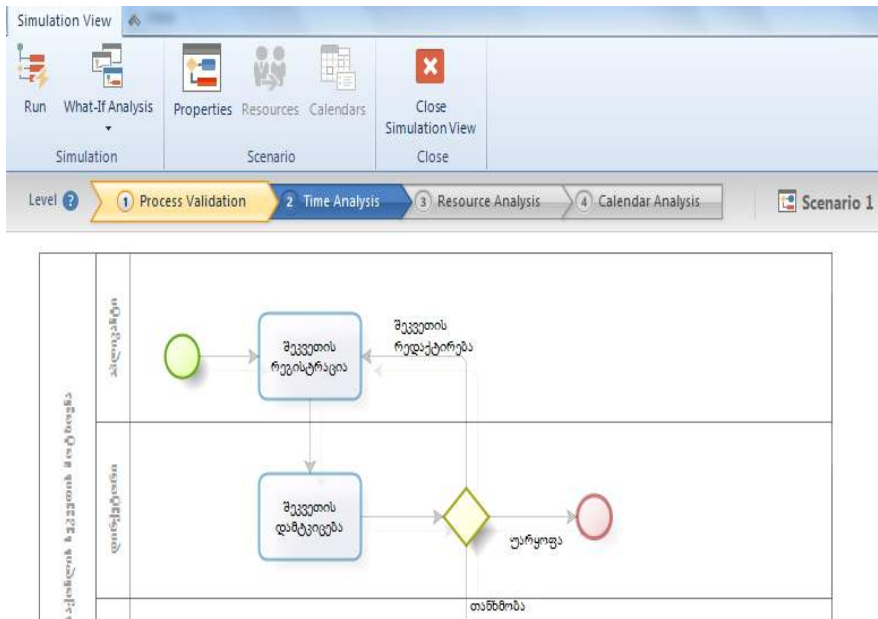 Simulation View
Run
What-If Analysis
Properties
Resources
Calendars
Close
Simulation View
Simulation
Scenario
Close
Level ?
1 Process Validation
2 Time Analysis
3 Resource Analysis
4 Calendar Analysis
Scenario 1
აპლიკანტი
შეკვეთის
რეგისტრაცია
შეკვეთის
რედაქტირება
დირექტორი
შეკვეთის
დამტკიცება
უარყოფა
თანხმობა